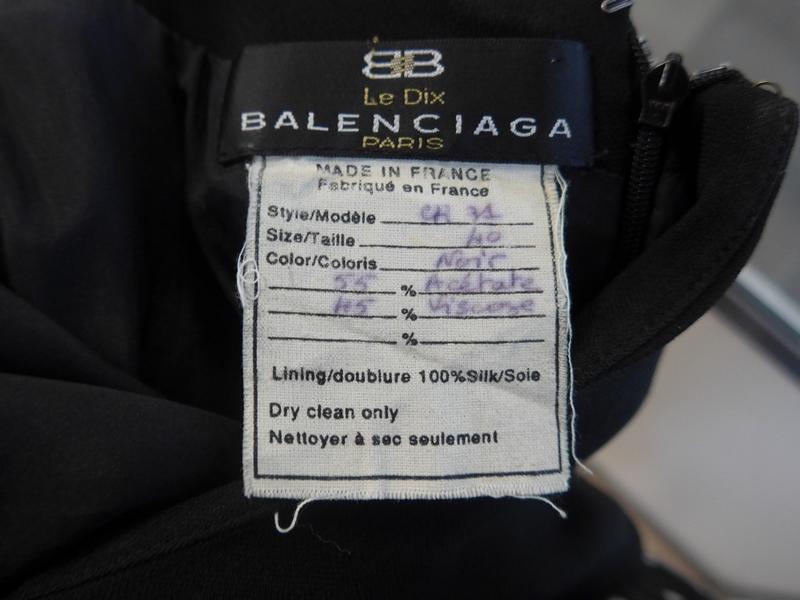 BB
Le Dix
BALENCIAGA
PARIS
MADE IN FRANCE
Fabriqué en France
Style/Modèle
Size/Taille 40
Color/Coloris Noir
55 % Acétate
45 % Viscose
%
Lining/doublure 100%Silk/Soie
Dry clean only
Nettoyer à sec seulement